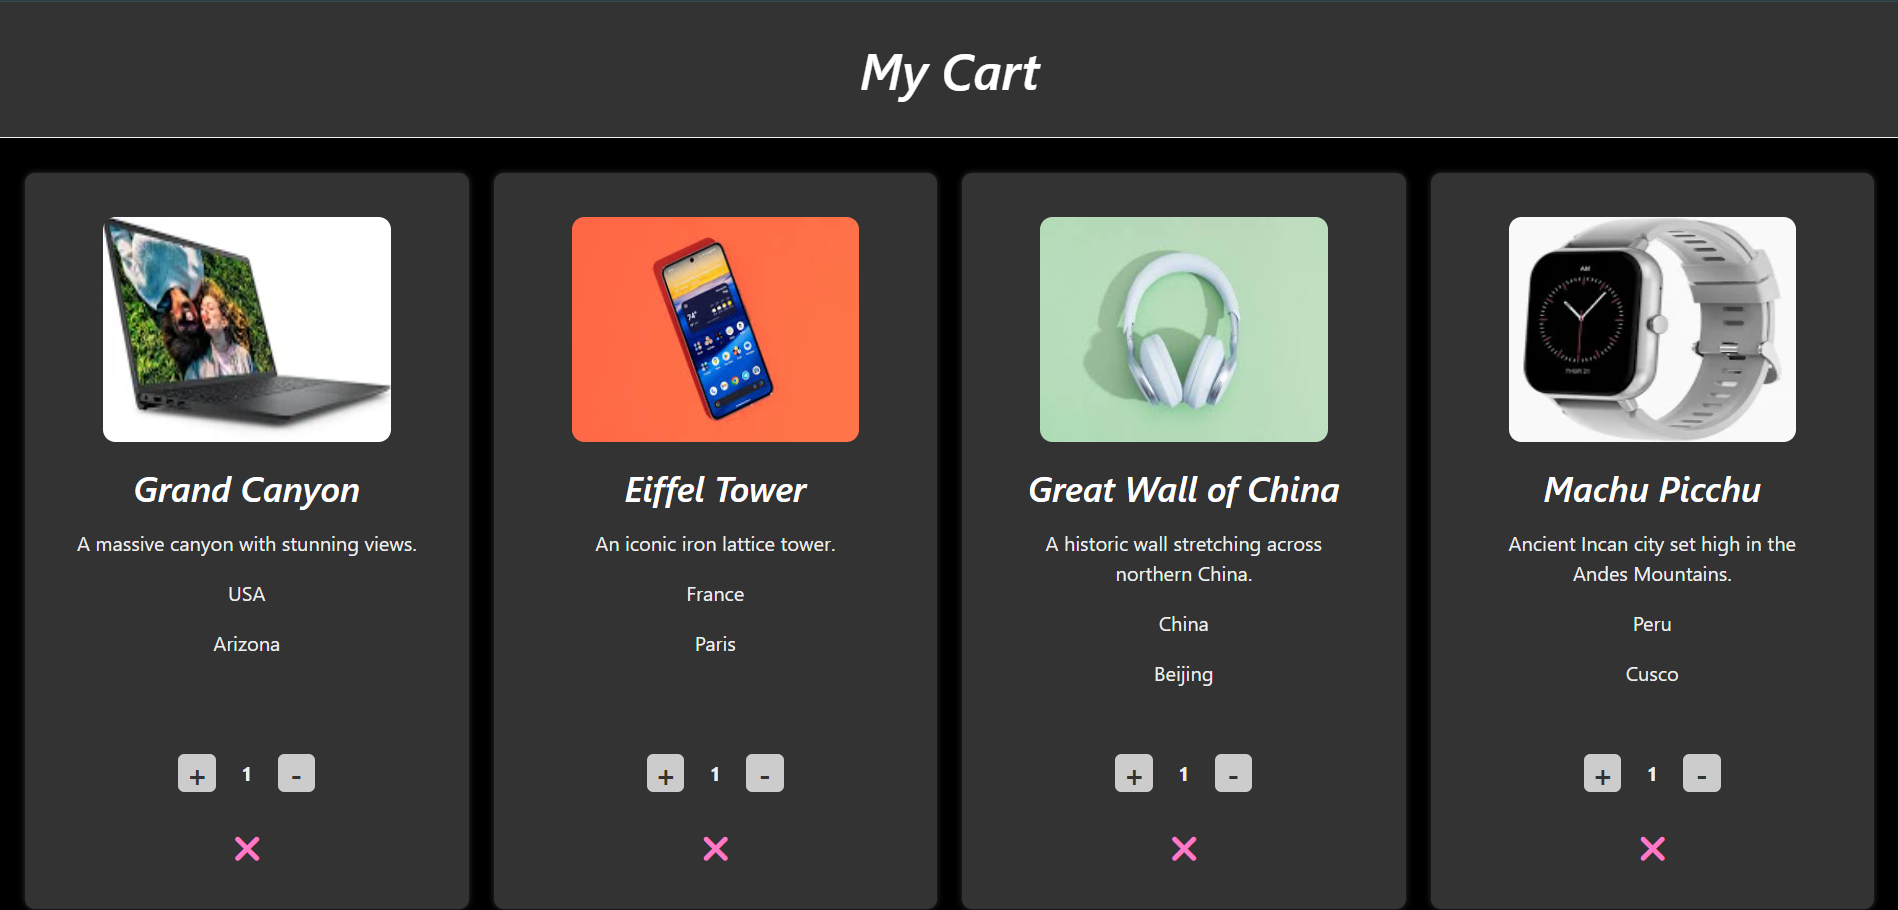 My Cart
Grand Canyon
A massive canyon with stunning views.
USA
Arizona
+ 1 -
Eiffel Tower
An iconic iron lattice tower.
France
Paris
+ 1 -
Great Wall of China
A historic wall stretching across
northern China.
China
Beijing
+ 1 -
Machu Picchu
Ancient Incan city set high in the
Andes Mountains.
Peru
Cusco
+ 1 -